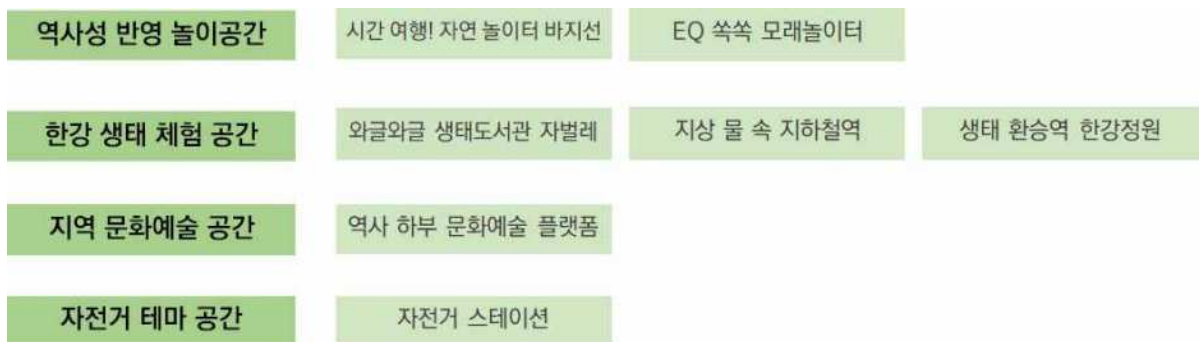 역사성 반영 놀이공간 시간 여행! 자연 놀이터 바지선 EQ 쏙쏙 모래놀이터
한강 생태 체험 공간 와글와글 생태도서관 자벌레 지상 물 속 지하철역 생태 환승역 한강정원
지역 문화예술 공간 역사 하부 문화예술 플랫폼
자전거 테마 공간 자전거 스테이션